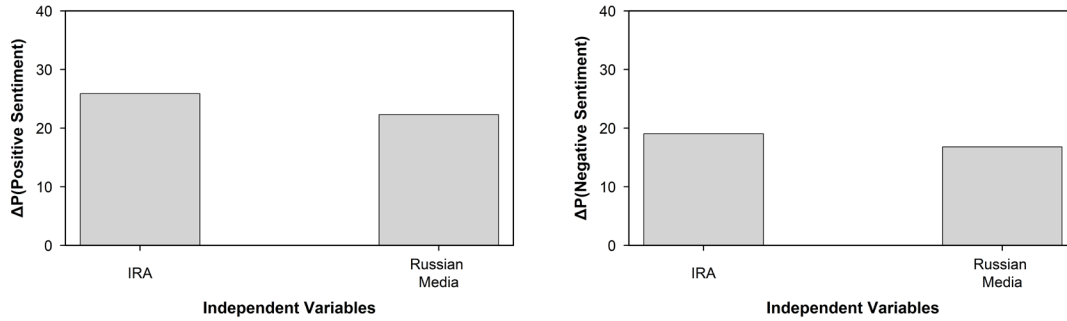 ΔP(Positive Sentiment)
40
30
20
10
0
IRA
Russian
Media
Independent Variables
ΔP(Negative Sentiment)
40
30
20
10
0
IRA
Russian
Media
Independent Variables